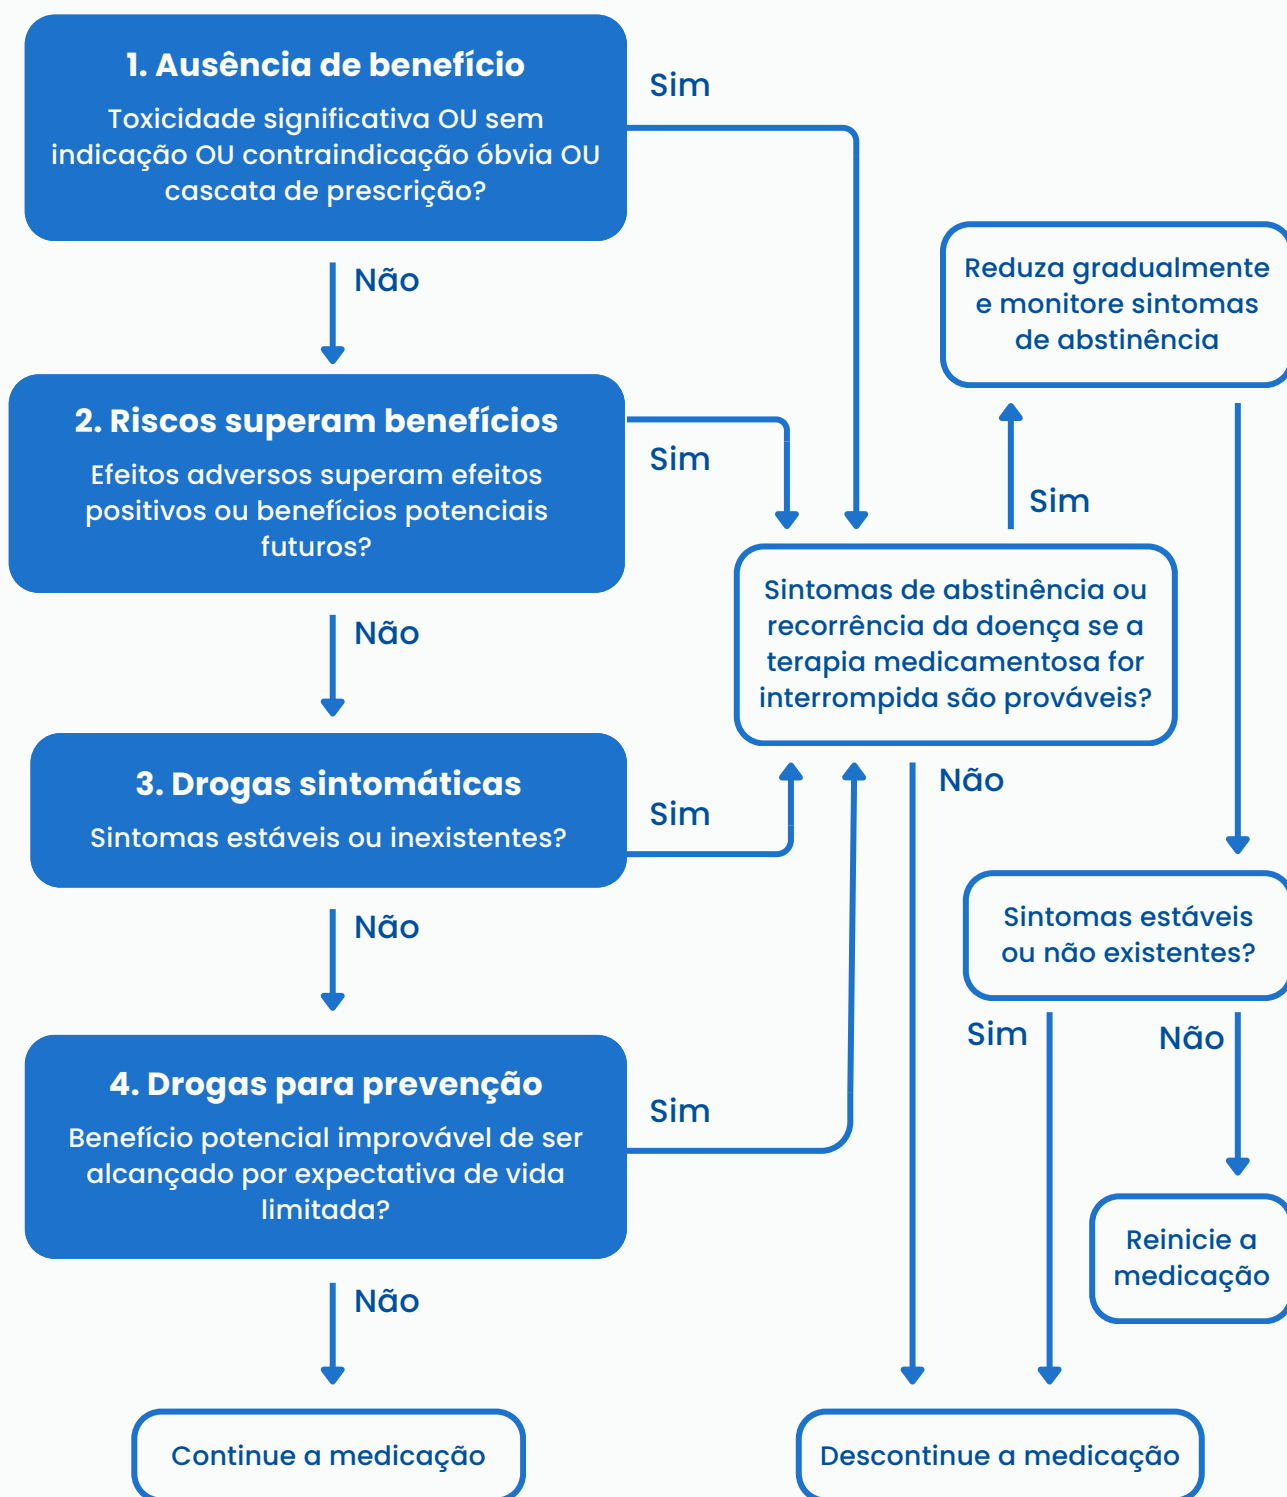 1. Ausência de benefício
Toxicidade significativa OU sem
indicação OU contraindicação óbvia OU
cascata de prescrição?
Sim
Não
Reduza gradualmente
e monitore sintomas
de abstinência
2. Riscos superam benefícios
Efeitos adversos superam efeitos
positivos ou benefícios potenciais
futuros?
Sim
Sim
Não
Sintomas de abstinência ou
recorrência da doença se a
terapia medicamentosa for
interrompida são prováveis?
3. Drogas sintomáticas
Sintomas estáveis ou inexistentes?
Sim
Não
Não
Sintomas estáveis
ou não existentes?
Sim
Não
4. Drogas para prevenção
Benefício potencial improvável de ser
alcançado por expectativa de vida
limitada?
Sim
Não
Reinicie a
medicação
Continue a medicação
Descontinue a medicação